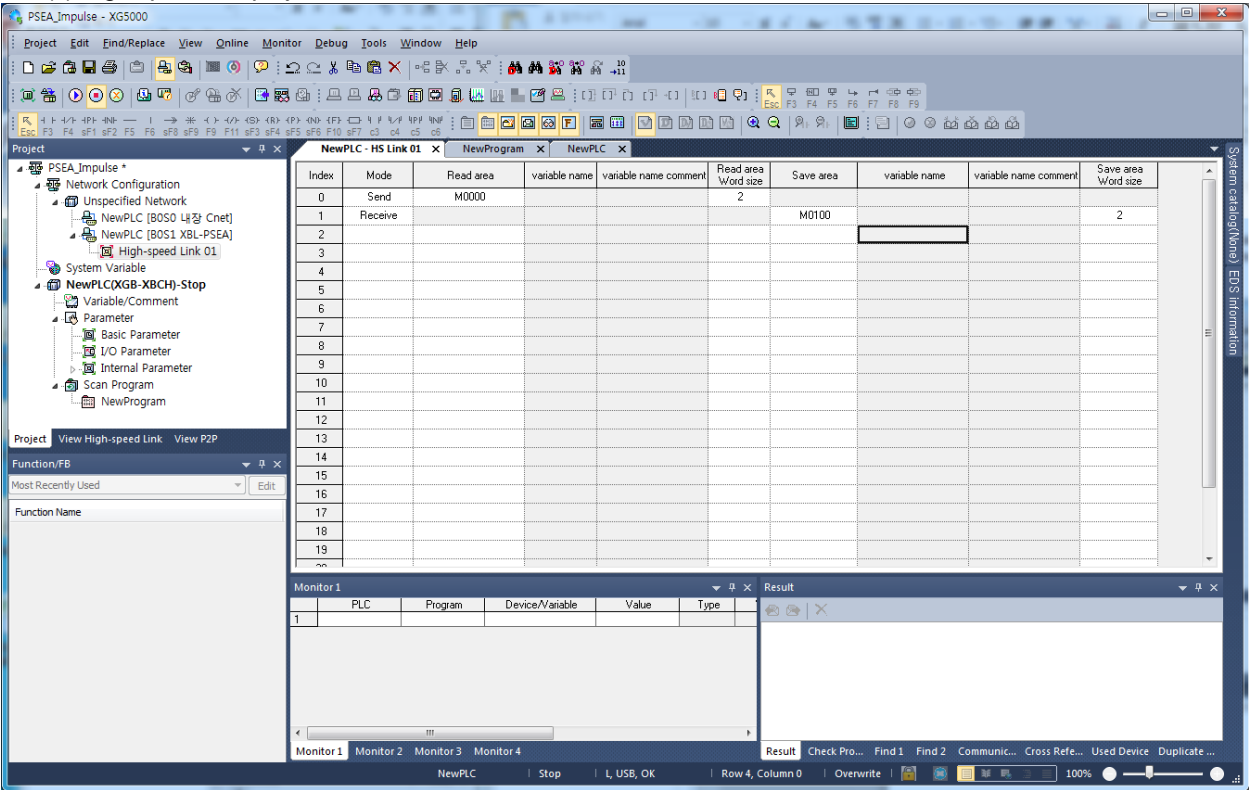 PSEA_Impulse - XG5000
Project Edit Find/Replace View Online Monitor Debug Tools Window Help
Esc F3 F4 F5 F6 F7 F8 F9
Esc F3 F4 sF1 sF2 F5 F6 sF8 sF9 F9 F11 sF3 sF4 sF5 sF6 F10 sF7 c3 c4 c5 c6
Project
PSEA_Impulse *
Network Configuration
Unspecified Network
NewPLC [B0S0 내장 Cnet]
NewPLC [B0S1 XBL-PSEA]
High-speed Link 01
System Variable
NewPLC(XGB-XBCH)-Stop
Variable/Comment
Parameter
Basic Parameter
I/O Parameter
Internal Parameter
Scan Program
NewProgram
Project View High-speed Link View P2P
Function/FB
Most Recently Used Edit
Function Name
NewPLC - HS Link 01 NewProgram NewPLC
Index Mode Read area variable name variable name comment Read area Word size Save area variable name variable name comment Save area Word size
0 Send M0000 2
1 Receive M0100 2
2
3
4
5
6
7
8
9
10
11
12
13
14
15
16
17
18
19
System catalog(None) EDS information
Monitor 1
PLC Program Device/Variable Value Type
1
Monitor 1 Monitor 2 Monitor 3 Monitor 4
Result
Result Check Pro... Find 1 Find 2 Communic... Cross Refe... Used Device Duplicate ...
NewPLC Stop L, USB, OK Row 4, Column 0 Overwrite 100%